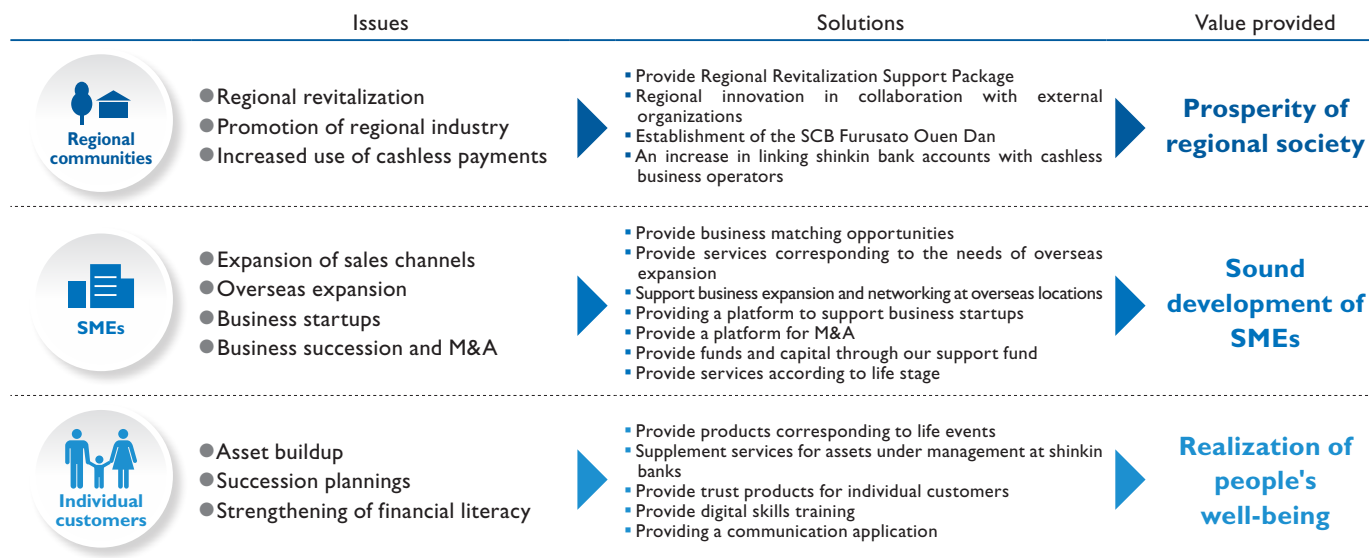 Issues Solutions Value provided
Regional
communities
● Regional revitalization
● Promotion of regional industry
● Increased use of cashless payments
▪ Provide Regional Revitalization Support Package
▪ Regional innovation in collaboration with external
organizations
▪ Establishment of the SCB Furusato Ouen Dan
▪ An increase in linking shinkin bank accounts with cashless
business operators
Prosperity of
regional society
SMEs
● Expansion of sales channels
● Overseas expansion
● Business startups
● Business succession and M&A
▪ Provide business matching opportunities
▪ Provide services corresponding to the needs of overseas
expansion
▪ Support business expansion and networking at overseas locations
▪ Providing a platform to support business startups
▪ Provide a platform for M&A
▪ Provide funds and capital through our support fund
▪ Provide services according to life stage
Sound
development of
SMEs
Individual
customers
● Asset buildup
● Succession plannings
● Strengthening of financial literacy
▪ Provide products corresponding to life events
▪ Supplement services for assets under management at shinkin
banks
▪ Provide trust products for individual customers
▪ Provide digital skills training
▪ Providing a communication application
Realization of
people's
well-being